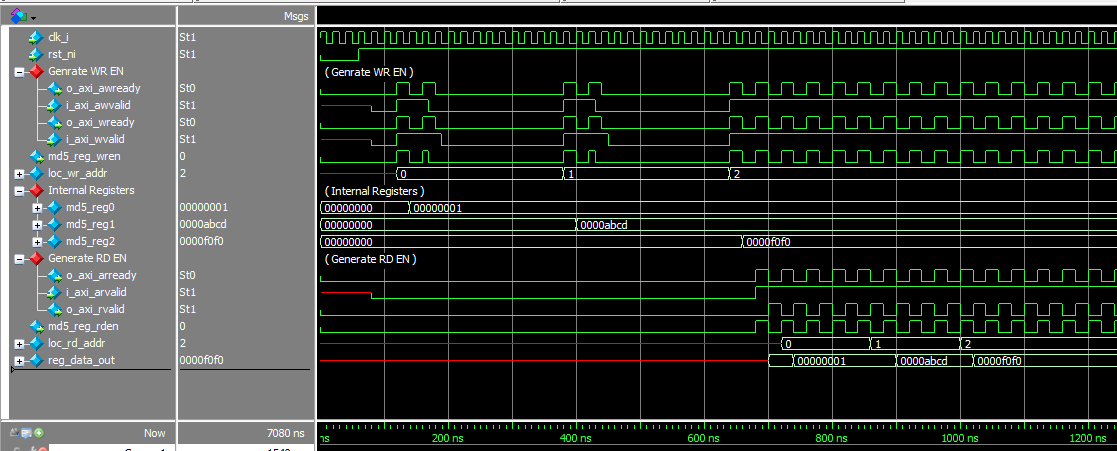 Msgs
clk_i St1
rst_ni St1
Genrate WR EN ( Genrate WR EN )
o_axi_awready St0
i_axi_awvalid St1
o_axi_wready St0
i_axi_wvalid St1
md5_reg_wren 0
loc_wr_addr 2 0 1 2
Internal Registers ( Internal Registers )
md5_reg0 00000001 00000000 00000001
md5_reg1 0000abcd 00000000 0000abcd
md5_reg2 0000f0f0 00000000 0000f0f0
Generate RD EN ( Generate RD EN )
o_axi_arready St0
i_axi_arvalid St1
o_axi_rvalid St1
md5_reg_rden 0
loc_rd_addr 2 0 1 2
reg_data_out 0000f0f0 00000001 0000abcd 0000f0f0
Now 7080 ns ns 200 ns 400 ns 600 ns 800 ns 1000 ns 1200 ns